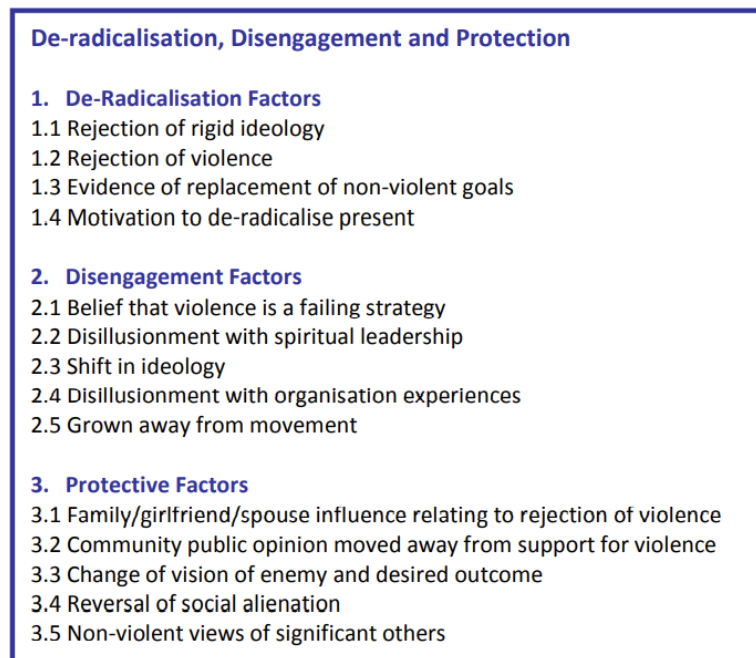 De-radicalisation, Disengagement and Protection
1. De-Radicalisation Factors
1.1 Rejection of rigid ideology
1.2 Rejection of violence
1.3 Evidence of replacement of non-violent goals
1.4 Motivation to de-radicalise present
2. Disengagement Factors
2.1 Belief that violence is a failing strategy
2.2 Disillusionment with spiritual leadership
2.3 Shift in ideology
2.4 Disillusionment with organisation experiences
2.5 Grown away from movement
3. Protective Factors
3.1 Family/girlfriend/spouse influence relating to rejection of violence
3.2 Community public opinion moved away from support for violence
3.3 Change of vision of enemy and desired outcome
3.4 Reversal of social alienation
3.5 Non-violent views of significant others